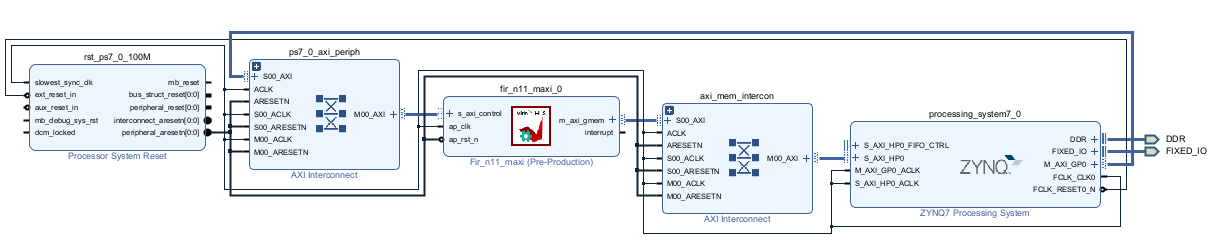 rst_ps7_0_100M
slowest_sync_clk
ext_reset_in
aux_reset_in
mb_debug_sys_rst
dcm_locked
mb_reset
bus_struct_reset[0:0]
peripheral_reset[0:0]
interconnect_aresetn[0:0]
peripheral_aresetn[0:0]
Processor System Reset
ps7_0_axi_periph
S00_AXI
ACLK
ARESETN
S00_ACLK
S00_ARESETN
M00_ACLK
M00_ARESETN
M00_AXI
AXI Interconnect
fir_n11_maxi_0
s_axi_control
ap_clk
ap_rst_n
m_axi_gmem
interrupt
Fir_n11_maxi (Pre-Production)
axi_mem_intercon
S00_AXI
ACLK
ARESETN
S00_ACLK
S00_ARESETN
M00_ACLK
M00_ARESETN
M00_AXI
AXI Interconnect
processing_system7_0
S_AXI_HP0_FIFO_CTRL
S_AXI_HP0
M_AXI_GP0_ACLK
S_AXI_HP0_ACLK
ZYNQ
DDR
FIXED_IO
M_AXI_GP0
FCLK_CLK0
FCLK_RESET0_N
ZYNQ7 Processing System
DDR
FIXED_IO